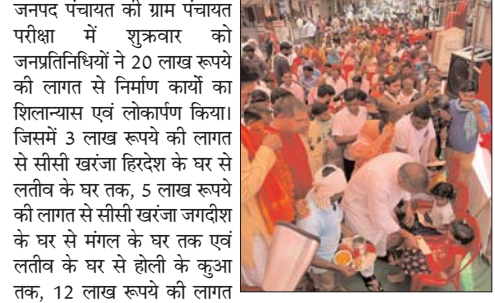 जनपद पंचायत की ग्राम पंचायत
परीक्षा में शुक्रवार को
जनप्रतिनिधियों ने 20 लाख रूपये
की लागत से निर्माण कार्यो का
शिलान्यास एवं लोकार्पण किया।
जिसमें 3 लाख रूपये की लागत
से सीसी खरंजा हिरदेश के घर से
लतीव के घर तक, 5 लाख रूपये
की लागत से सीसी खरंजा जगदीश
के घर से मंगल के घर तक एवं
लतीव के घर से होली के कुआ
तक, 12 लाख रूपये की लागत